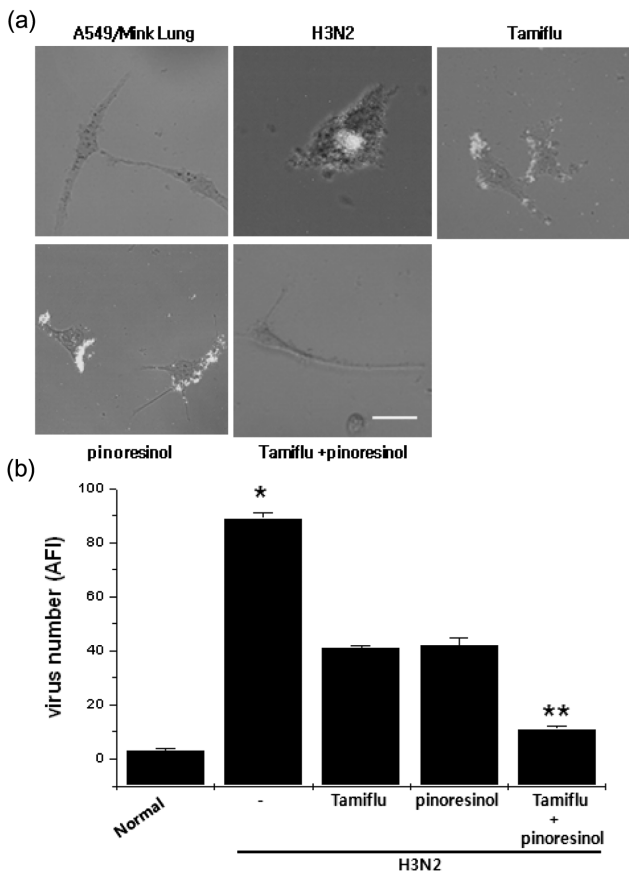 (a)
A549/Mink Lung H3N2 Tamiflu
pinoresinol Tamiflu +pinoresinol
(b)
virus number (AFI)
100
80
60
40
20
0
*
**
Normal - Tamiflu pinoresinol Tamiflu
+
pinoresinol
H3N2